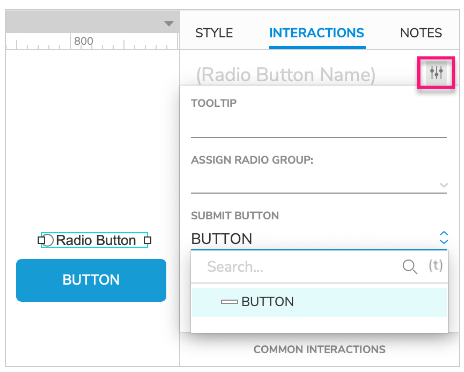 STYLE INTERACTIONS NOTES
800
(Radio Button Name)
TOOLTIP
ASSIGN RADIO GROUP:
SUBMIT BUTTON
BUTTON
Radio Button
Search... (t)
BUTTON
BUTTON
COMMON INTERACTIONS